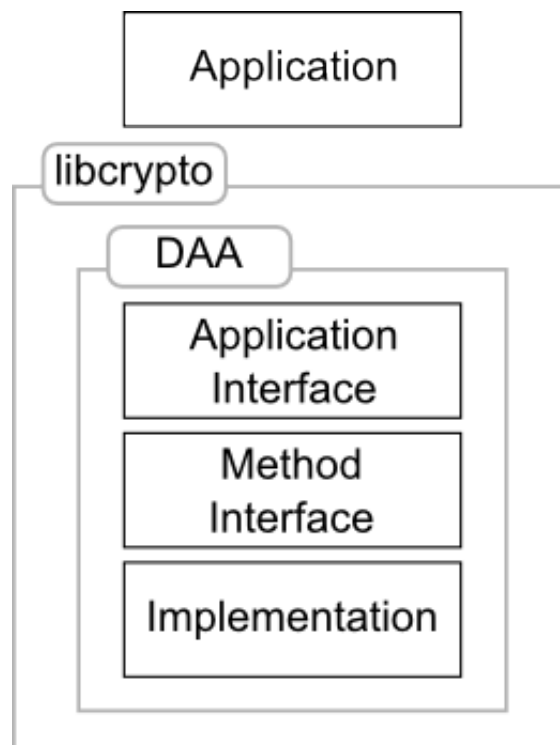 Application
libcrypto
DAA
Application
Interface
Method
Interface
Implementation